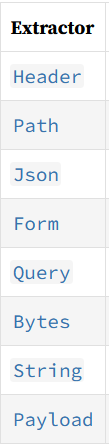 Extractor
Header
Path
Json
Form
Query
Bytes
String
Payload